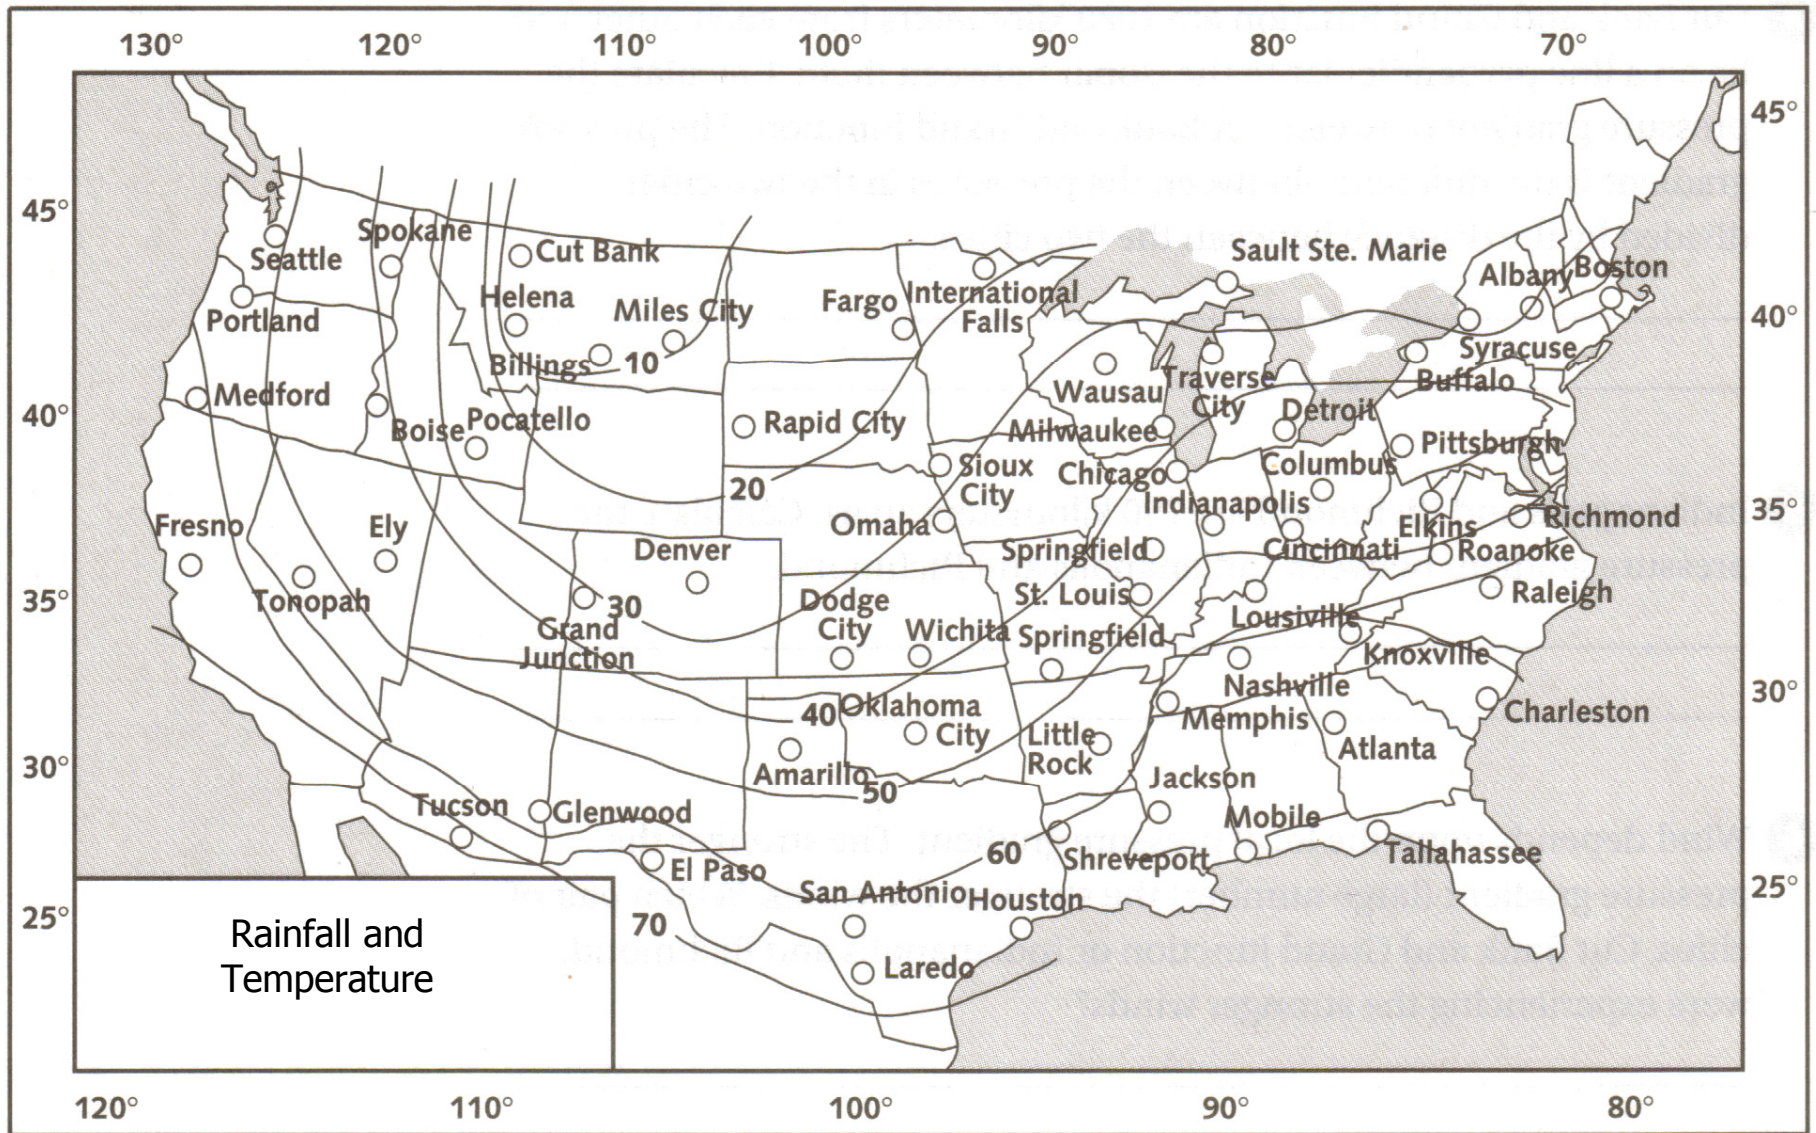 130° 120° 110° 100° 90° 80° 70°
45°
45°
Seattle
Spokane
Cut Bank
Sault Ste. Marie
Albany
Boston
Helena
Miles City
Fargo
International
Falls
Portland
40°
Billings
10
Syracuse
Wausau
Traverse
City
Buffalo
Medford
40°
Boise
Pocatello
Rapid City
Milwaukee
Detroit
Pittsburgh
Sioux
City
Chicago
Columbus
20
Indianapolis
35°
Fresno
Ely
Omaha
Elkins
Richmond
Denver
Springfield
Cincinnati
Roanoke
35°
Tonopah
30
Dodge
City
St. Louis
Lousiville
Raleigh
Grand
Junction
Wichita
Springfield
Knoxville
Nashville
30°
40
Oklahoma
City
Memphis
Charleston
Little
Rock
Atlanta
30°
Amarillo
50
Jackson
Tucson
Glenwood
Mobile
60
Shreveport
Tallahassee
El Paso
25°
San Antonio
Houston
25°
70
Rainfall and
Temperature
Laredo
120° 110° 100° 90° 80°